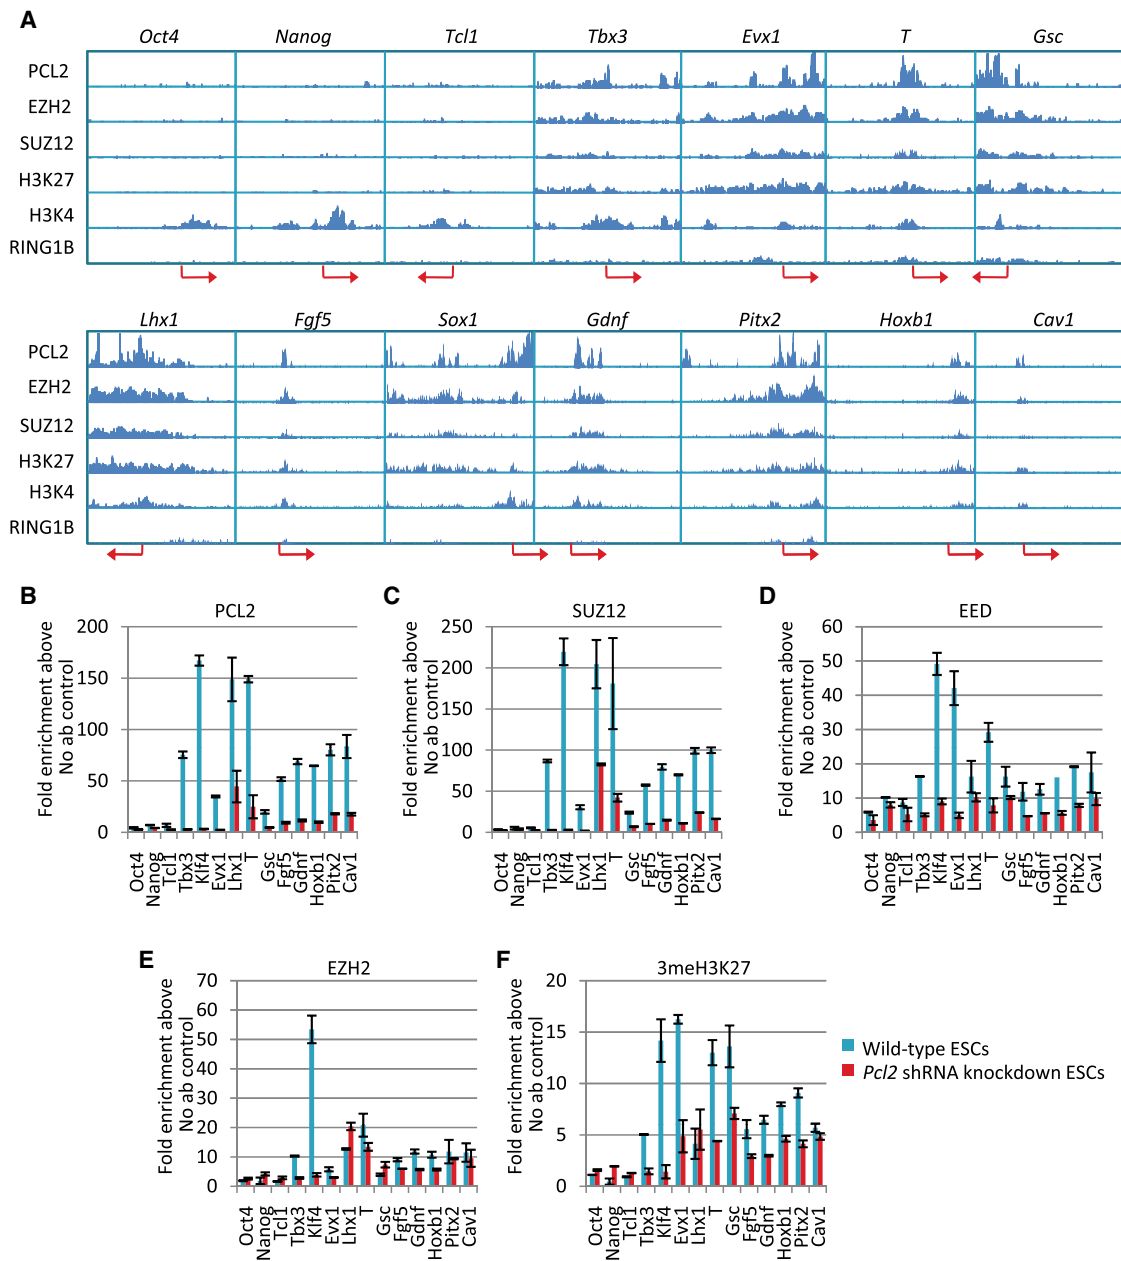 A
Oct4 Nanog Tcl1 Tbx3 Evx1 T Gsc
PCL2
EZH2
SUZ12
H3K27
H3K4
RING1B
Lhx1 Fgf5 Sox1 Gdnf Pitx2 Hoxb1 Cav1
PCL2
EZH2
SUZ12
H3K27
H3K4
RING1B
B
PCL2
Fold enrichment above
No ab control
200
150
100
50
0
Oct4 Nanog Tcl1 Tbx3 Klf4 Evx1 Lhx1 T Gsc Fgf5 Gdnf Hoxb1 Pitx2 Cav1
C
SUZ12
Fold enrichment above
No ab control
250
200
150
100
50
0
Oct4 Nanog Tcl1 Tbx3 Klf4 Evx1 Lhx1 T Gsc Fgf5 Gdnf Hoxb1 Pitx2 Cav1
D
EED
Fold enrichment above
No ab control
60
50
40
30
20
10
0
Oct4 Nanog Tcl1 Tbx3 Klf4 Evx1 Lhx1 T Gsc Fgf5 Gdnf Hoxb1 Pitx2 Cav1
E
EZH2
Fold enrichment above
No ab control
70
60
50
40
30
20
10
0
Oct4 Nanog Tcl1 Tbx3 Klf4 Evx1 Lhx1 T Gsc Fgf5 Gdnf Hoxb1 Pitx2 Cav1
F
3meH3K27
Fold enrichment above
No ab control
20
15
10
5
0
Oct4 Nanog Tcl1 Tbx3 Klf4 Evx1 Lhx1 T Gsc Fgf5 Gdnf Hoxb1 Pitx2 Cav1
Wild-type ESCs
Pcl2 shRNA knockdown ESCs